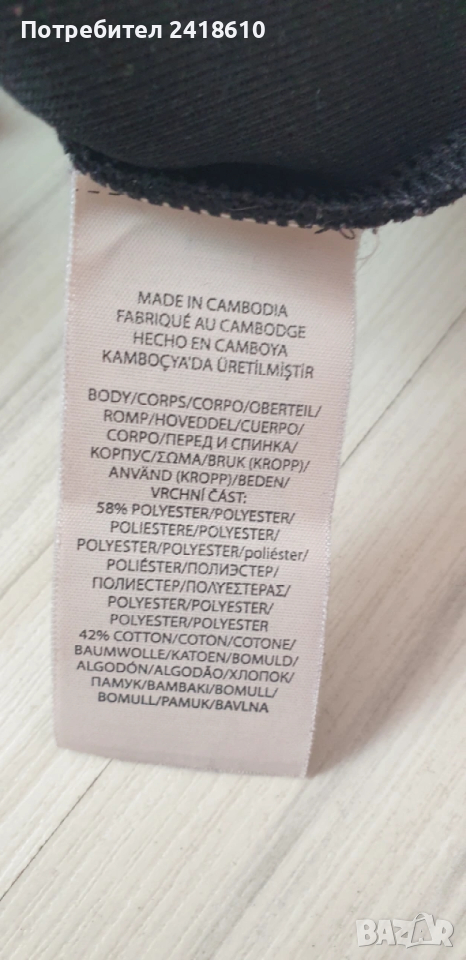 Потребител 2418610
MADE IN CAMBODIA
FABRIQUÉ AU CAMBODGE
HECHO EN CAMBOYA
KAMBOÇYA'DA ÜRETİLMİŞTİR
BODY/CORPS/CORPO/OBERTEIL/
ROMP/HOVEDDEL/CUERPO/
CORPO/ПЕРЕД И СПИНКА/
КОРПУС/ΣΩΜΑ/BRUK (KROPP)/
ANVÄND (KROPP)/BEDEN/
VRCHNÍ ČÁST:
58% POLYESTER/POLYESTER/
POLIESTERE/POLYESTER/
POLYESTER/POLYESTER/poliéster/
POLIÉSTER/ПОЛИЭСТЕР/
ПОЛИЕСТЕР/ΠΟΛΥΕΣΤΕΡΑΣ/
POLYESTER/POLYESTER/
POLYESTER/POLYESTER
42% COTTON/COTON/COTONE/
BAUMWOLLE/KATOEN/BOMULD/
ALGODÓN/ALGODÃO/ХЛОПОК/
ПАМУК/ΒΑΜΒΑΚΙ/BOMULL/
BOMULL/PAMUK/BAVLNA
BAZAR